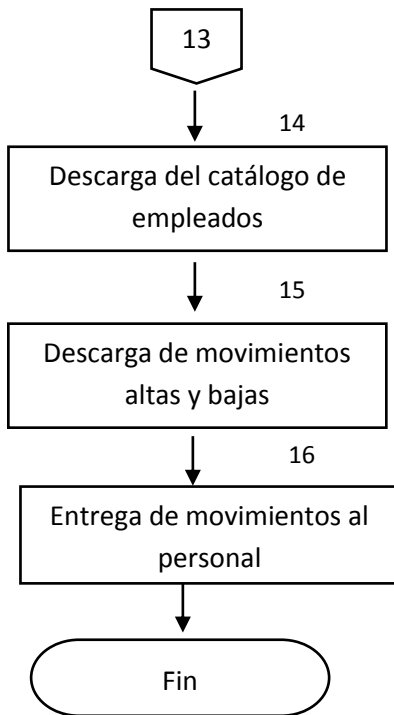 13
14
Descarga del catálogo de
empleados
15
Descarga de movimientos
altas y bajas
16
Entrega de movimientos al
personal
Fin